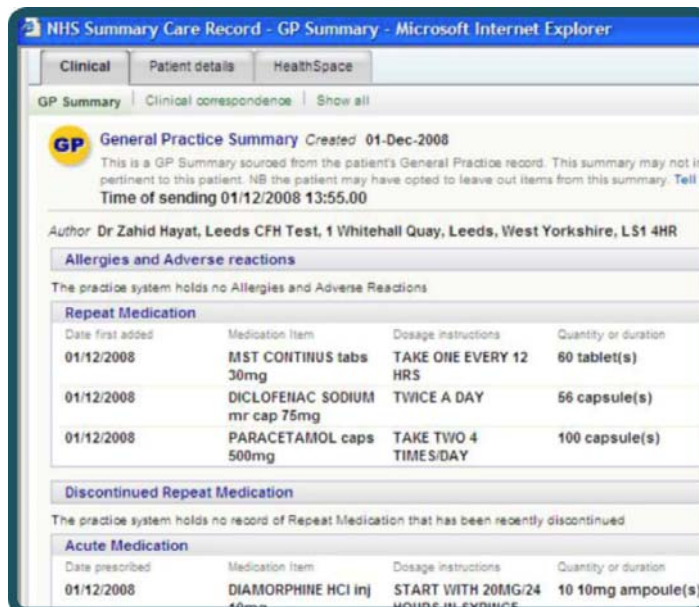 NHS Summary Care Record - GP Summary - Microsoft Internet Explorer
Clinical Patient details HealthSpace
GP Summary Clinical correspondence Show all
GP General Practice Summary Created 01-Dec-2008
This is a GP Summary sourced from the patient's General Practice record. This summary may not
pertinent to this patient. NB the patient may have opted to leave out items from this summary. Tell
Time of sending 01/12/2008 13:55.00
Author Dr Zahid Hayat, Leeds CFH Test, 1 Whitehall Quay, Leeds, West Yorkshire, LS1 4HR
Allergies and Adverse reactions
The practice system holds no Allergies and Adverse Reactions
Repeat Medication
Date first added Medication Item Dosage instructions Quantity or duration
01/12/2008 MST CONTINUS tabs TAKE ONE EVERY 12 60 tablet(s)
30mg HRS
01/12/2008 DICLOFENAC SODIUM TWICE A DAY 56 capsule(s)
mr cap 75mg
01/12/2008 PARACETAMOL caps TAKE TWO 4 100 capsule(s)
500mg TIMES/DAY
Discontinued Repeat Medication
The practice system holds no record of Repeat Medication that has been recently discontinued
Acute Medication
Date prescribed Medication Item Dosage instructions Quantity or duration
01/12/2008 DIAMORPHINE HCl inj START WITH 20MG/24 10 10mg ampoule(s)
10mg HOURS IN SYRINGE